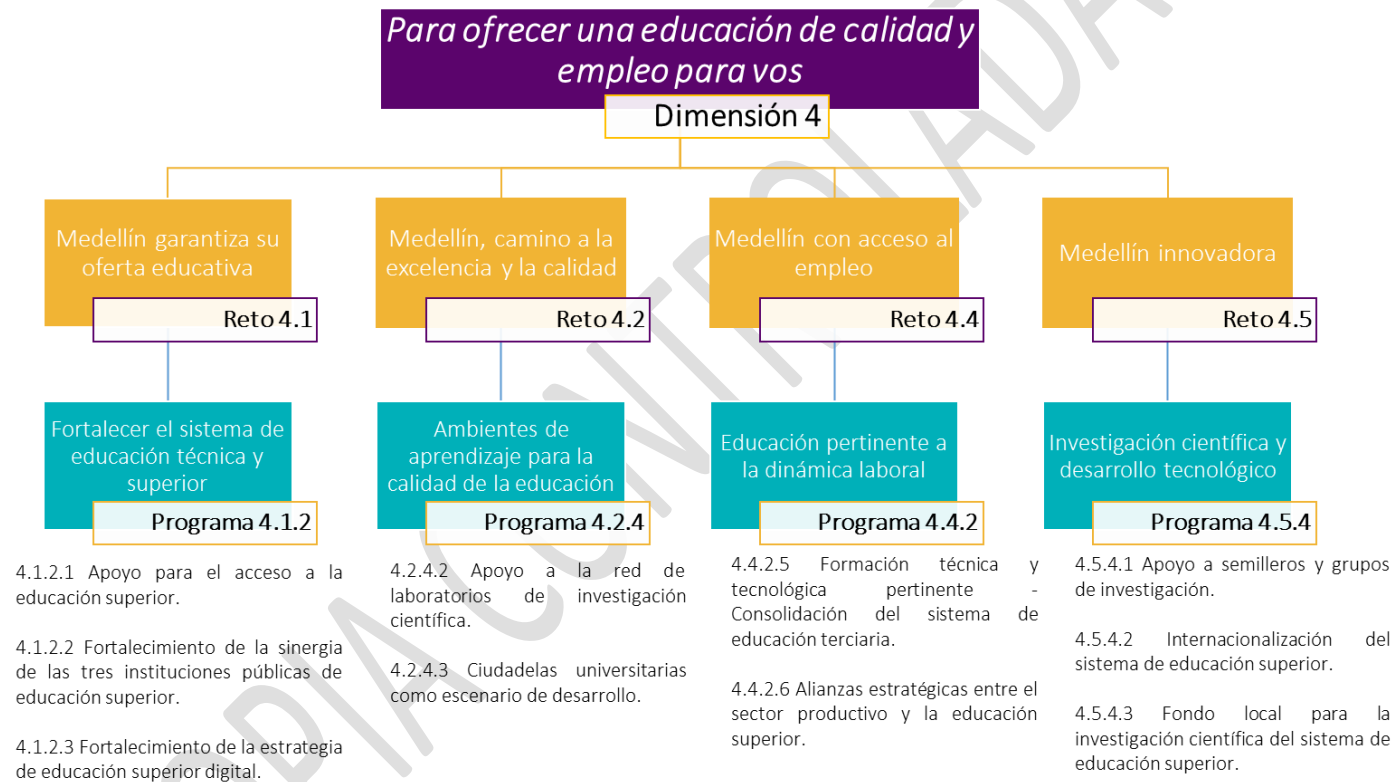 Para ofrecer una educación de calidad y
empleo para vos
Dimensión 4
Medellín garantiza su
oferta educativa
Reto 4.1
Medellín, camino a la
excelencia y la calidad
Reto 4.2
Medellín con acceso al
empleo
Reto 4.4
Medellín innovadora
Reto 4.5
Fortalecer el sistema de
educación técnica y
superior
Programa 4.1.2
Ambientes de
aprendizaje para la
calidad de la educación
Programa 4.2.4
Educación pertinente a
la dinámica laboral
Programa 4.4.2
Investigación científica y
desarrollo tecnológico
Programa 4.5.4
4.1.2.1 Apoyo para el acceso a la
educación superior.
4.1.2.2 Fortalecimiento de la sinergia
de las tres instituciones públicas de
educación superior.
4.1.2.3 Fortalecimiento de la estrategia
de educación superior digital.
4.2.4.2 Apoyo a la red de
laboratorios de investigación
científica.
4.2.4.3 Ciudadelas universitarias
como escenario de desarrollo.
4.4.2.5 Formación técnica y
tecnológica pertinente -
Consolidación del sistema de
educación terciaria.
4.4.2.6 Alianzas estratégicas entre el
sector productivo y la educación
superior.
4.5.4.1 Apoyo a semilleros y grupos
de investigación.
4.5.4.2 Internacionalización del
sistema de educación superior.
4.5.4.3 Fondo local para la
investigación científica del sistema de
educación superior.